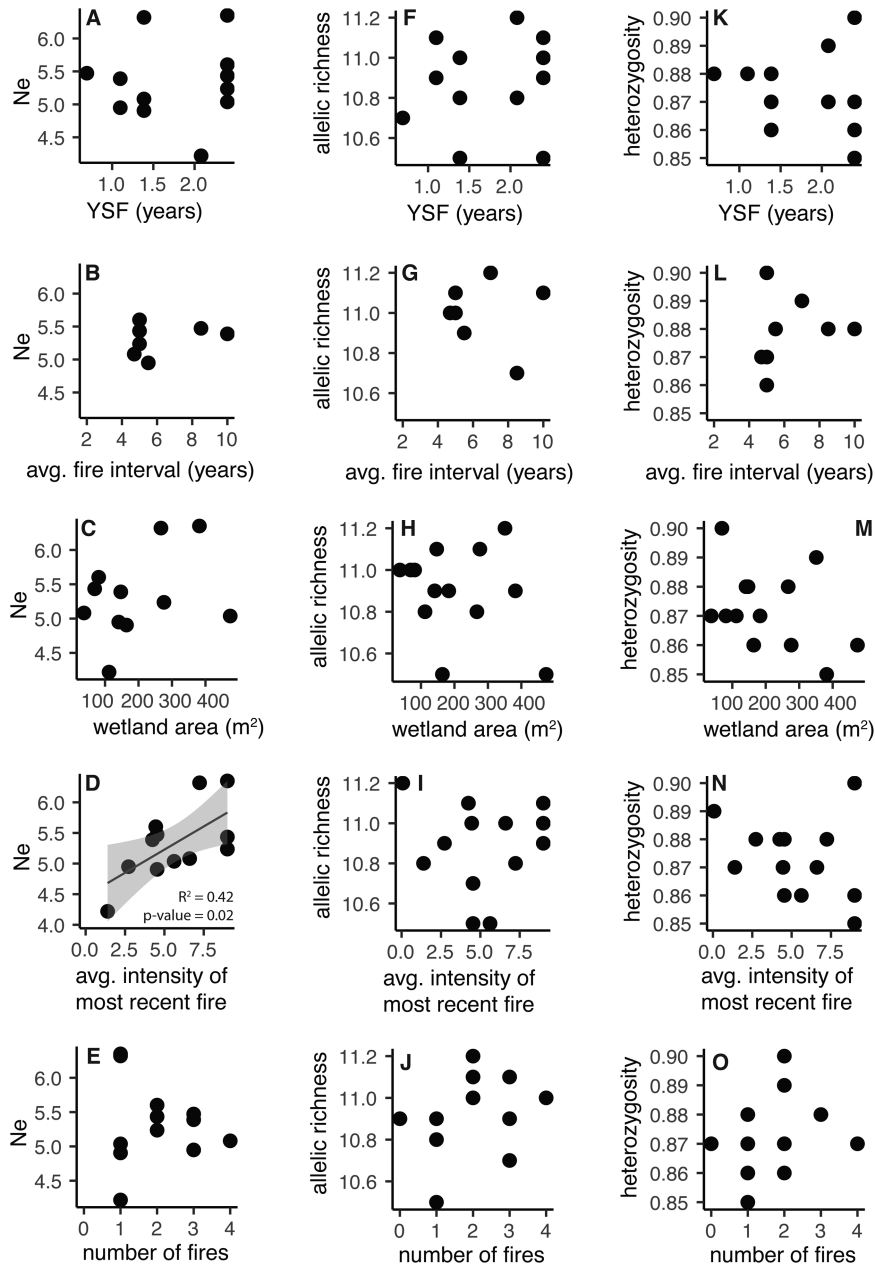 A
F
K
Ne
6.0
5.5
5.0
4.5
1.0 1.5 2.0
YSF (years)
allelic richness
11.2
11.0
10.8
10.6
1.0 1.5 2.0
YSF (years)
heterozygosity
0.90
0.89
0.88
0.87
0.86
0.85
1.0 1.5 2.0
YSF (years)
B
G
L
Ne
6.0
5.5
5.0
4.5
2 4 6 8 10
avg. fire interval (years)
allelic richness
11.2
11.0
10.8
10.6
2 4 6 8 10
avg. fire interval (years)
heterozygosity
0.90
0.89
0.88
0.87
0.86
0.85
2 4 6 8 10
avg. fire interval (years)
C
H
M
Ne
6.0
5.5
5.0
4.5
100 200 300 400
wetland area (m²)
allelic richness
11.2
11.0
10.8
10.6
100 200 300 400
wetland area (m²)
heterozygosity
0.90
0.89
0.88
0.87
0.86
0.85
100 200 300 400
wetland area (m²)
D
I
N
Ne
6.0
5.5
5.0
4.5
4.0
R² = 0.42
p-value = 0.02
0.0 2.5 5.0 7.5
avg. intensity of
most recent fire
allelic richness
11.2
11.0
10.8
10.6
0.0 2.5 5.0 7.5
avg. intensity of
most recent fire
heterozygosity
0.90
0.89
0.88
0.87
0.86
0.85
0.0 2.5 5.0 7.5
avg. intensity of
most recent fire
E
J
O
Ne
6.0
5.5
5.0
4.5
0 1 2 3 4
number of fires
allelic richness
11.2
11.0
10.8
10.6
0 1 2 3 4
number of fires
heterozygosity
0.90
0.89
0.88
0.87
0.86
0.85
0 1 2 3 4
number of fires